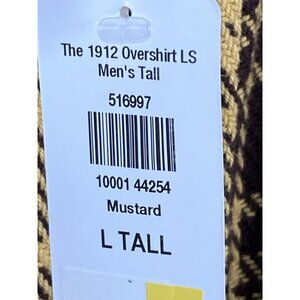 The 1912 Overshirt LS
Men's Tall
516997
10001 44254
Mustard
L TALL